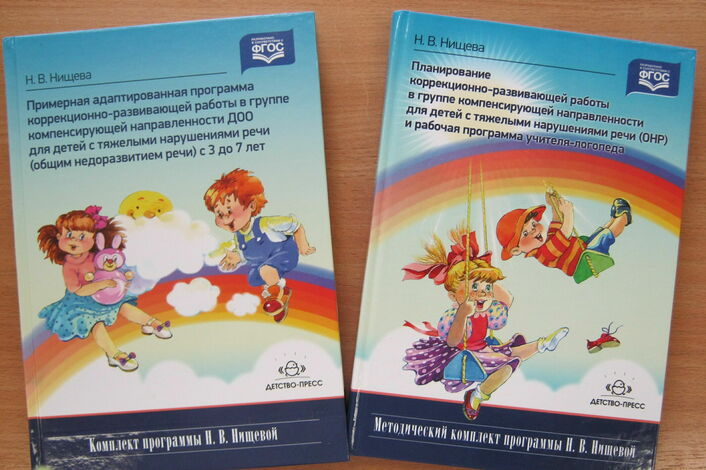 Н. В. Нищева
ФГОС
Примерная адаптированная программа
коррекционно-развивающей работы в группе
компенсирующей направленности ДОО
для детей с тяжелыми нарушениями речи
(общим недоразвитием речи) с 3 до 7 лет
ДЕТСТВО-ПРЕСС
Комплект программы Н. В. Нищевой
Н. В. Нищева
ФГОС
Планирование
коррекционно-развивающей работы
в группе компенсирующей направленности
для детей с тяжелыми нарушениями речи (ОНР)
и рабочая программа учителя-логопеда
ДЕТСТВО-ПРЕСС
Методический комплект программы Н. В. Нищевой